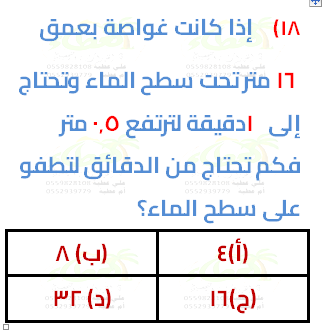 ١٨) إذا كانت غواصة بعمق
١٦ متر تحت سطح الماء وتحتاج
إلى ١دقيقة لترتفع ٠,٥ متر
فكم تحتاج من الدقائق لتطفو
على سطح الماء؟
(أ)٤ (ب) ٨
(ج)١٦ (د) ٣٢